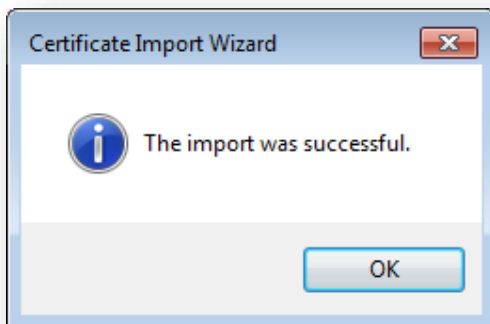 Certificate Import Wizard
The import was successful.
OK